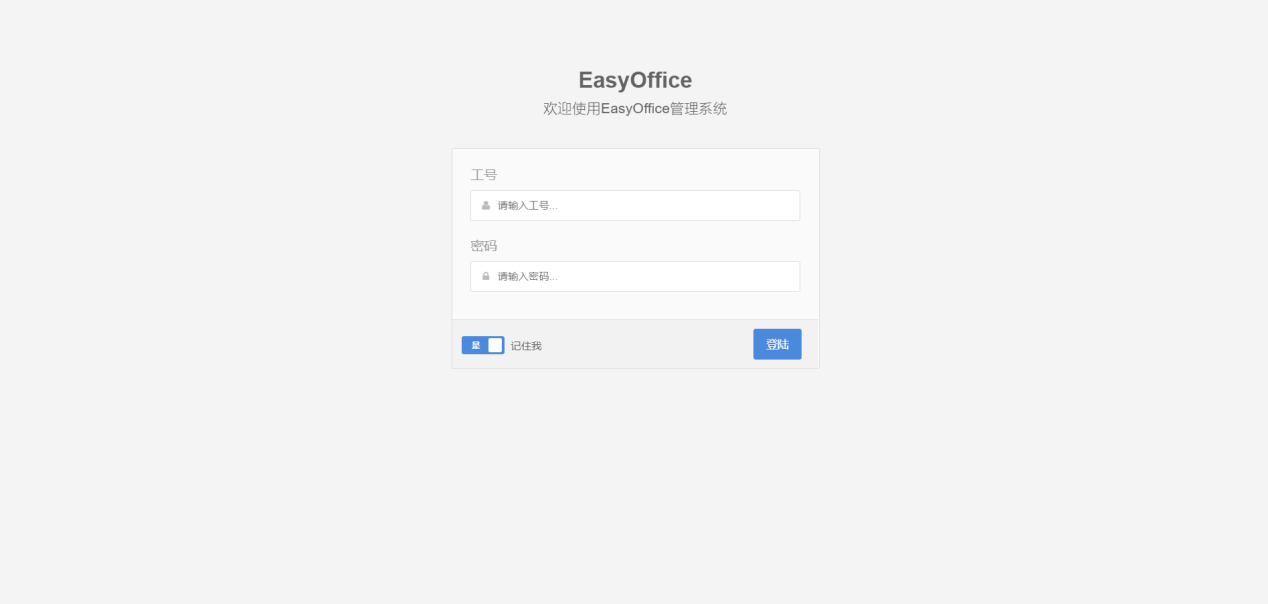 EasyOffice
欢迎使用EasyOffice管理系统
工号
请输入工号...
密码
请输入密码...
是 记住我 登陆